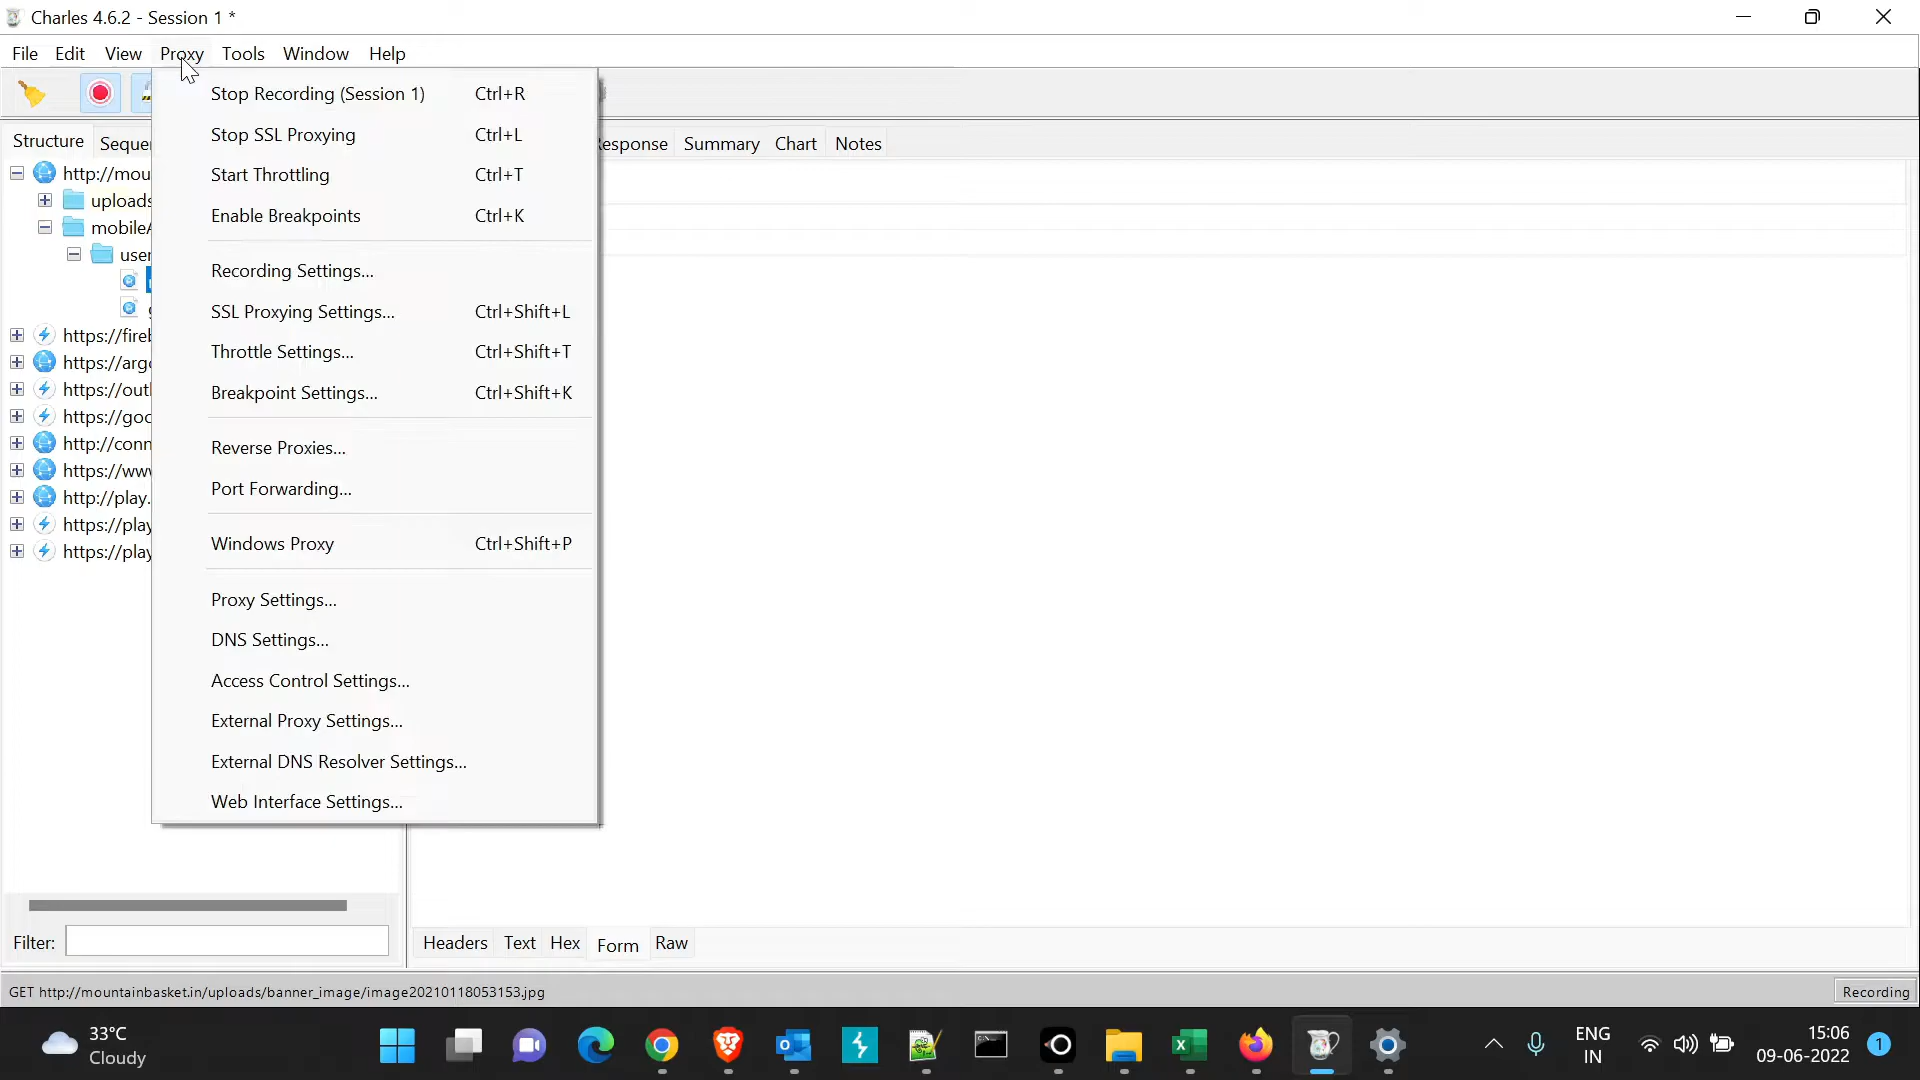 Charles 4.6.2 - Session 1 *
File Edit View Proxy Tools Window Help
Stop Recording (Session 1) Ctrl+R
Stop SSL Proxying Ctrl+L
Start Throttling Ctrl+T
Enable Breakpoints Ctrl+K
Recording Settings...
SSL Proxying Settings... Ctrl+Shift+L
Throttle Settings... Ctrl+Shift+T
Breakpoint Settings... Ctrl+Shift+K
Reverse Proxies...
Port Forwarding...
Windows Proxy Ctrl+Shift+P
Proxy Settings...
DNS Settings...
Access Control Settings...
External Proxy Settings...
External DNS Resolver Settings...
Web Interface Settings...
Structure Sequen
http://mou
uploads
mobileA
user
https://fireb
https://arg
https://outl
https://goo
http://conn
https://www
http://play.
https://play
https://play
Filter:
esponse Summary Chart Notes
Headers Text Hex Form Raw
GET http://mountainbasket.in/uploads/banner_image/image20210118053153.jpg
Recording
33°C
Cloudy
ENG
IN
15:06
09-06-2022
1